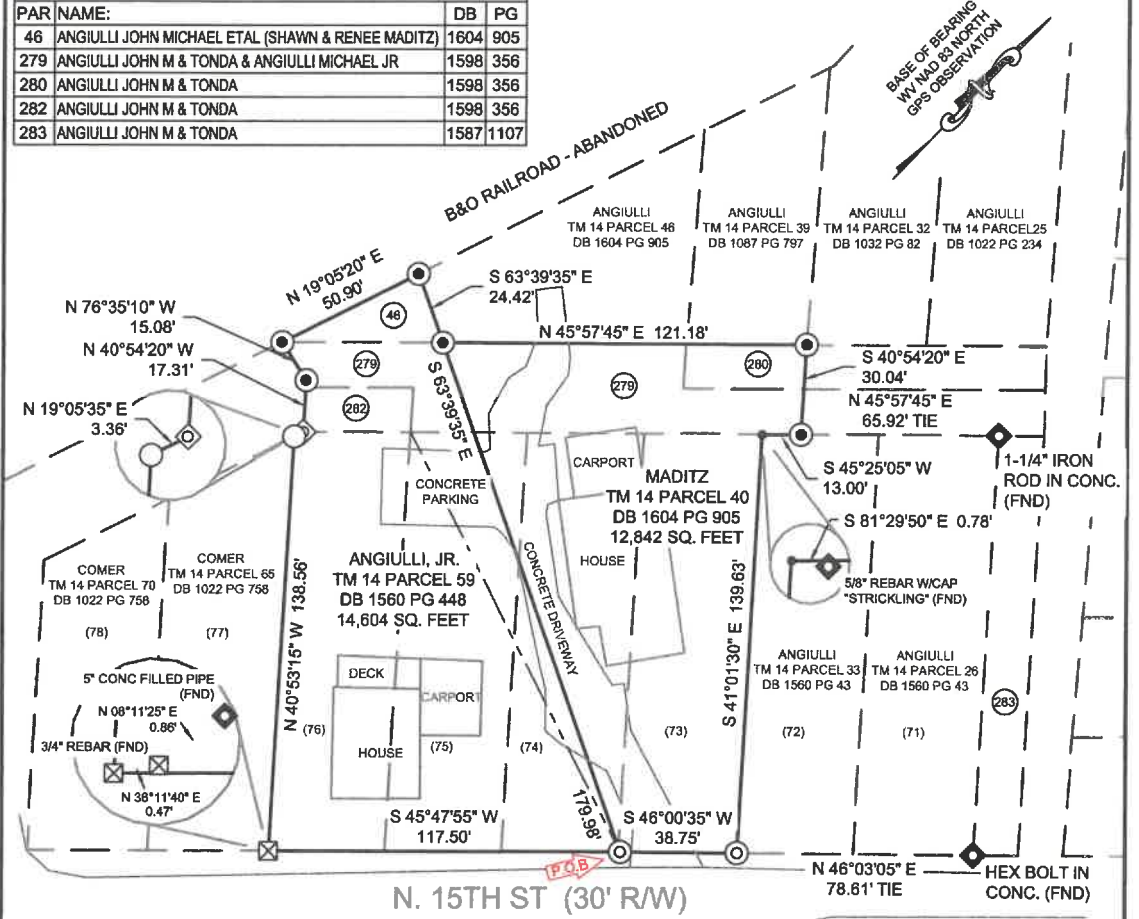 PAR NAME: DB PG
46 ANGIULLI JOHN MICHAEL ETAL (SHAWN & RENEE MADITZ) 1604 905
279 ANGIULLI JOHN M & TONDA & ANGIULLI MICHAEL JR 1598 356
280 ANGIULLI JOHN M & TONDA 1598 356
282 ANGIULLI JOHN M & TONDA 1598 356
283 ANGIULLI JOHN M & TONDA 1587 1107
BASE OF BEARING
WV NAD 83 NORTH
GPS OBSERVATION
B&O RAILROAD - ABANDONED
ANGIULLI
TM 14 PARCEL 46
DB 1604 PG 905
ANGIULLI
TM 14 PARCEL 39
DB 1087 PG 797
ANGIULLI
TM 14 PARCEL 32
DB 1032 PG 82
ANGIULLI
TM 14 PARCEL25
DB 1022 PG 234
N 19°05'20" E
50.90'
S 63°39'35" E
24.42'
N 76°35'10" W
15.08'
N 40°54'20" W
17.31'
N 19°05'35" E
3.36'
46
279
282
N 45°57'45" E 121.18'
S 63°39'35" E
279
280
S 40°54'20" E
30.04'
N 45°57'45" E
65.92' TIE
1-1/4" IRON
ROD IN CONC.
(FND)
S 45°25'05" W
13.00'
S 81°29'50" E 0.78'
5/8" REBAR W/CAP
"STRICKLING" (FND)
CONCRETE
PARKING
CARPORT
MADITZ
TM 14 PARCEL 40
DB 1604 PG 905
12,842 SQ. FEET
HOUSE
CONCRETE DRIVEWAY
COMER
TM 14 PARCEL 70
DB 1022 PG 758
(78)
COMER
TM 14 PARCEL 65
DB 1022 PG 758
(77)
N 40°53'15" W 138.56'
ANGIULLI, JR.
TM 14 PARCEL 59
DB 1560 PG 448
14,604 SQ. FEET
S 41°01'30" E 139.63'
ANGIULLI
TM 14 PARCEL 33
DB 1560 PG 43
(72)
ANGIULLI
TM 14 PARCEL 26
DB 1560 PG 43
(71)
283
5" CONC FILLED PIPE
(FND)
N 08°11'25" E
0.86'
3/4" REBAR (FND)
N 38°11'40" E
0.47'
DECK
CARPORT
HOUSE
(76)
(75)
(74)
(73)
S 45°47'55" W
117.50'
179.98'
S 46°00'35" W
38.75'
P.O.B
N 46°03'05" E
78.61' TIE
HEX BOLT IN
CONC. (FND)
N. 15TH ST (30' R/W)